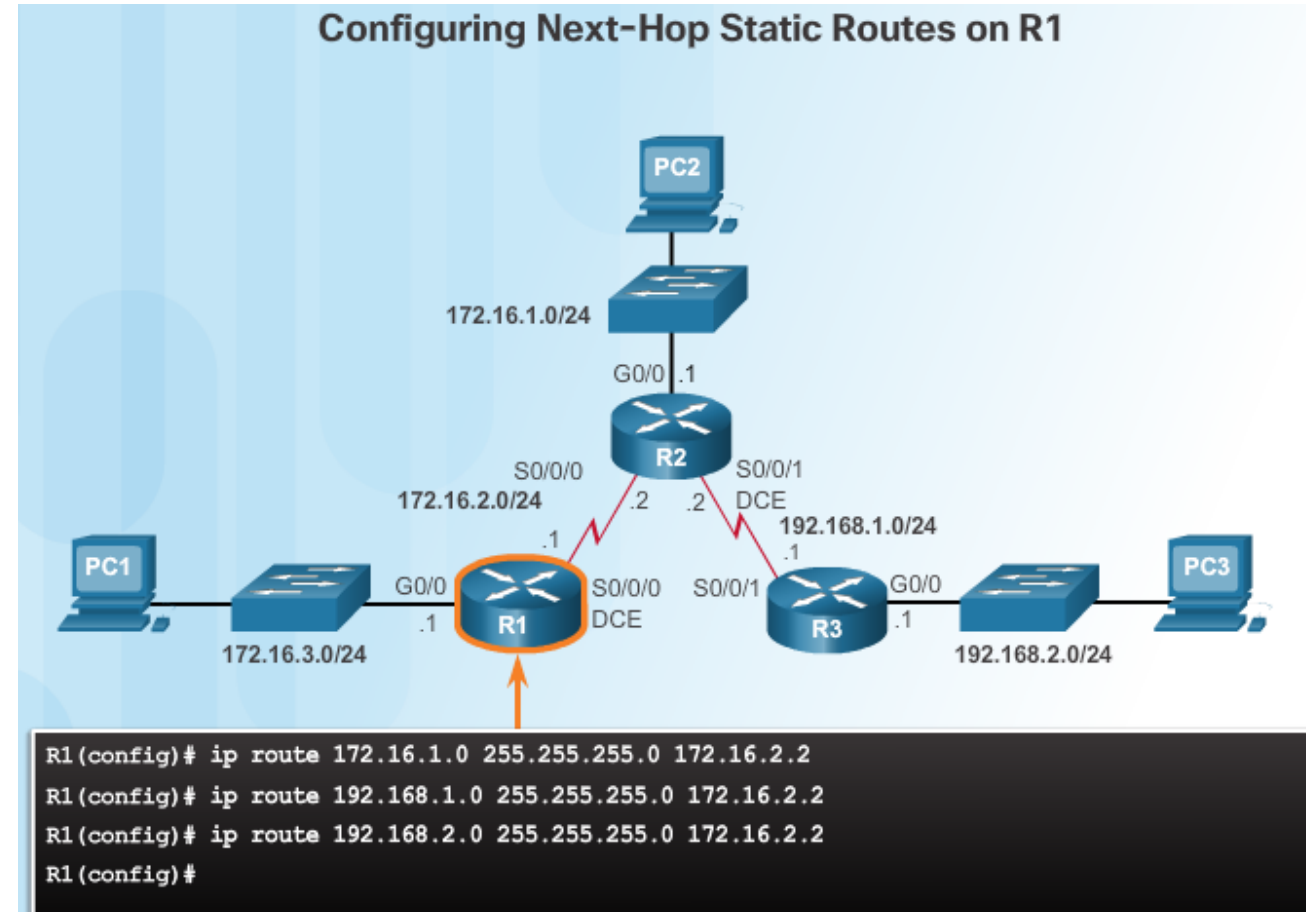 Configuring Next-Hop Static Routes on R1
PC2
172.16.1.0/24
G0/0 .1
R2
S0/0/0
S0/0/1
172.16.2.0/24
.2
.2
DCE
192.168.1.0/24
.1
.1
PC1
PC3
G0/0
S0/0/0
S0/0/1
G0/0
.1
R1
DCE
R3
.1
172.16.3.0/24
192.168.2.0/24
R1(config)# ip route 172.16.1.0 255.255.255.0 172.16.2.2
R1(config)# ip route 192.168.1.0 255.255.255.0 172.16.2.2
R1(config)# ip route 192.168.2.0 255.255.255.0 172.16.2.2
R1(config)#